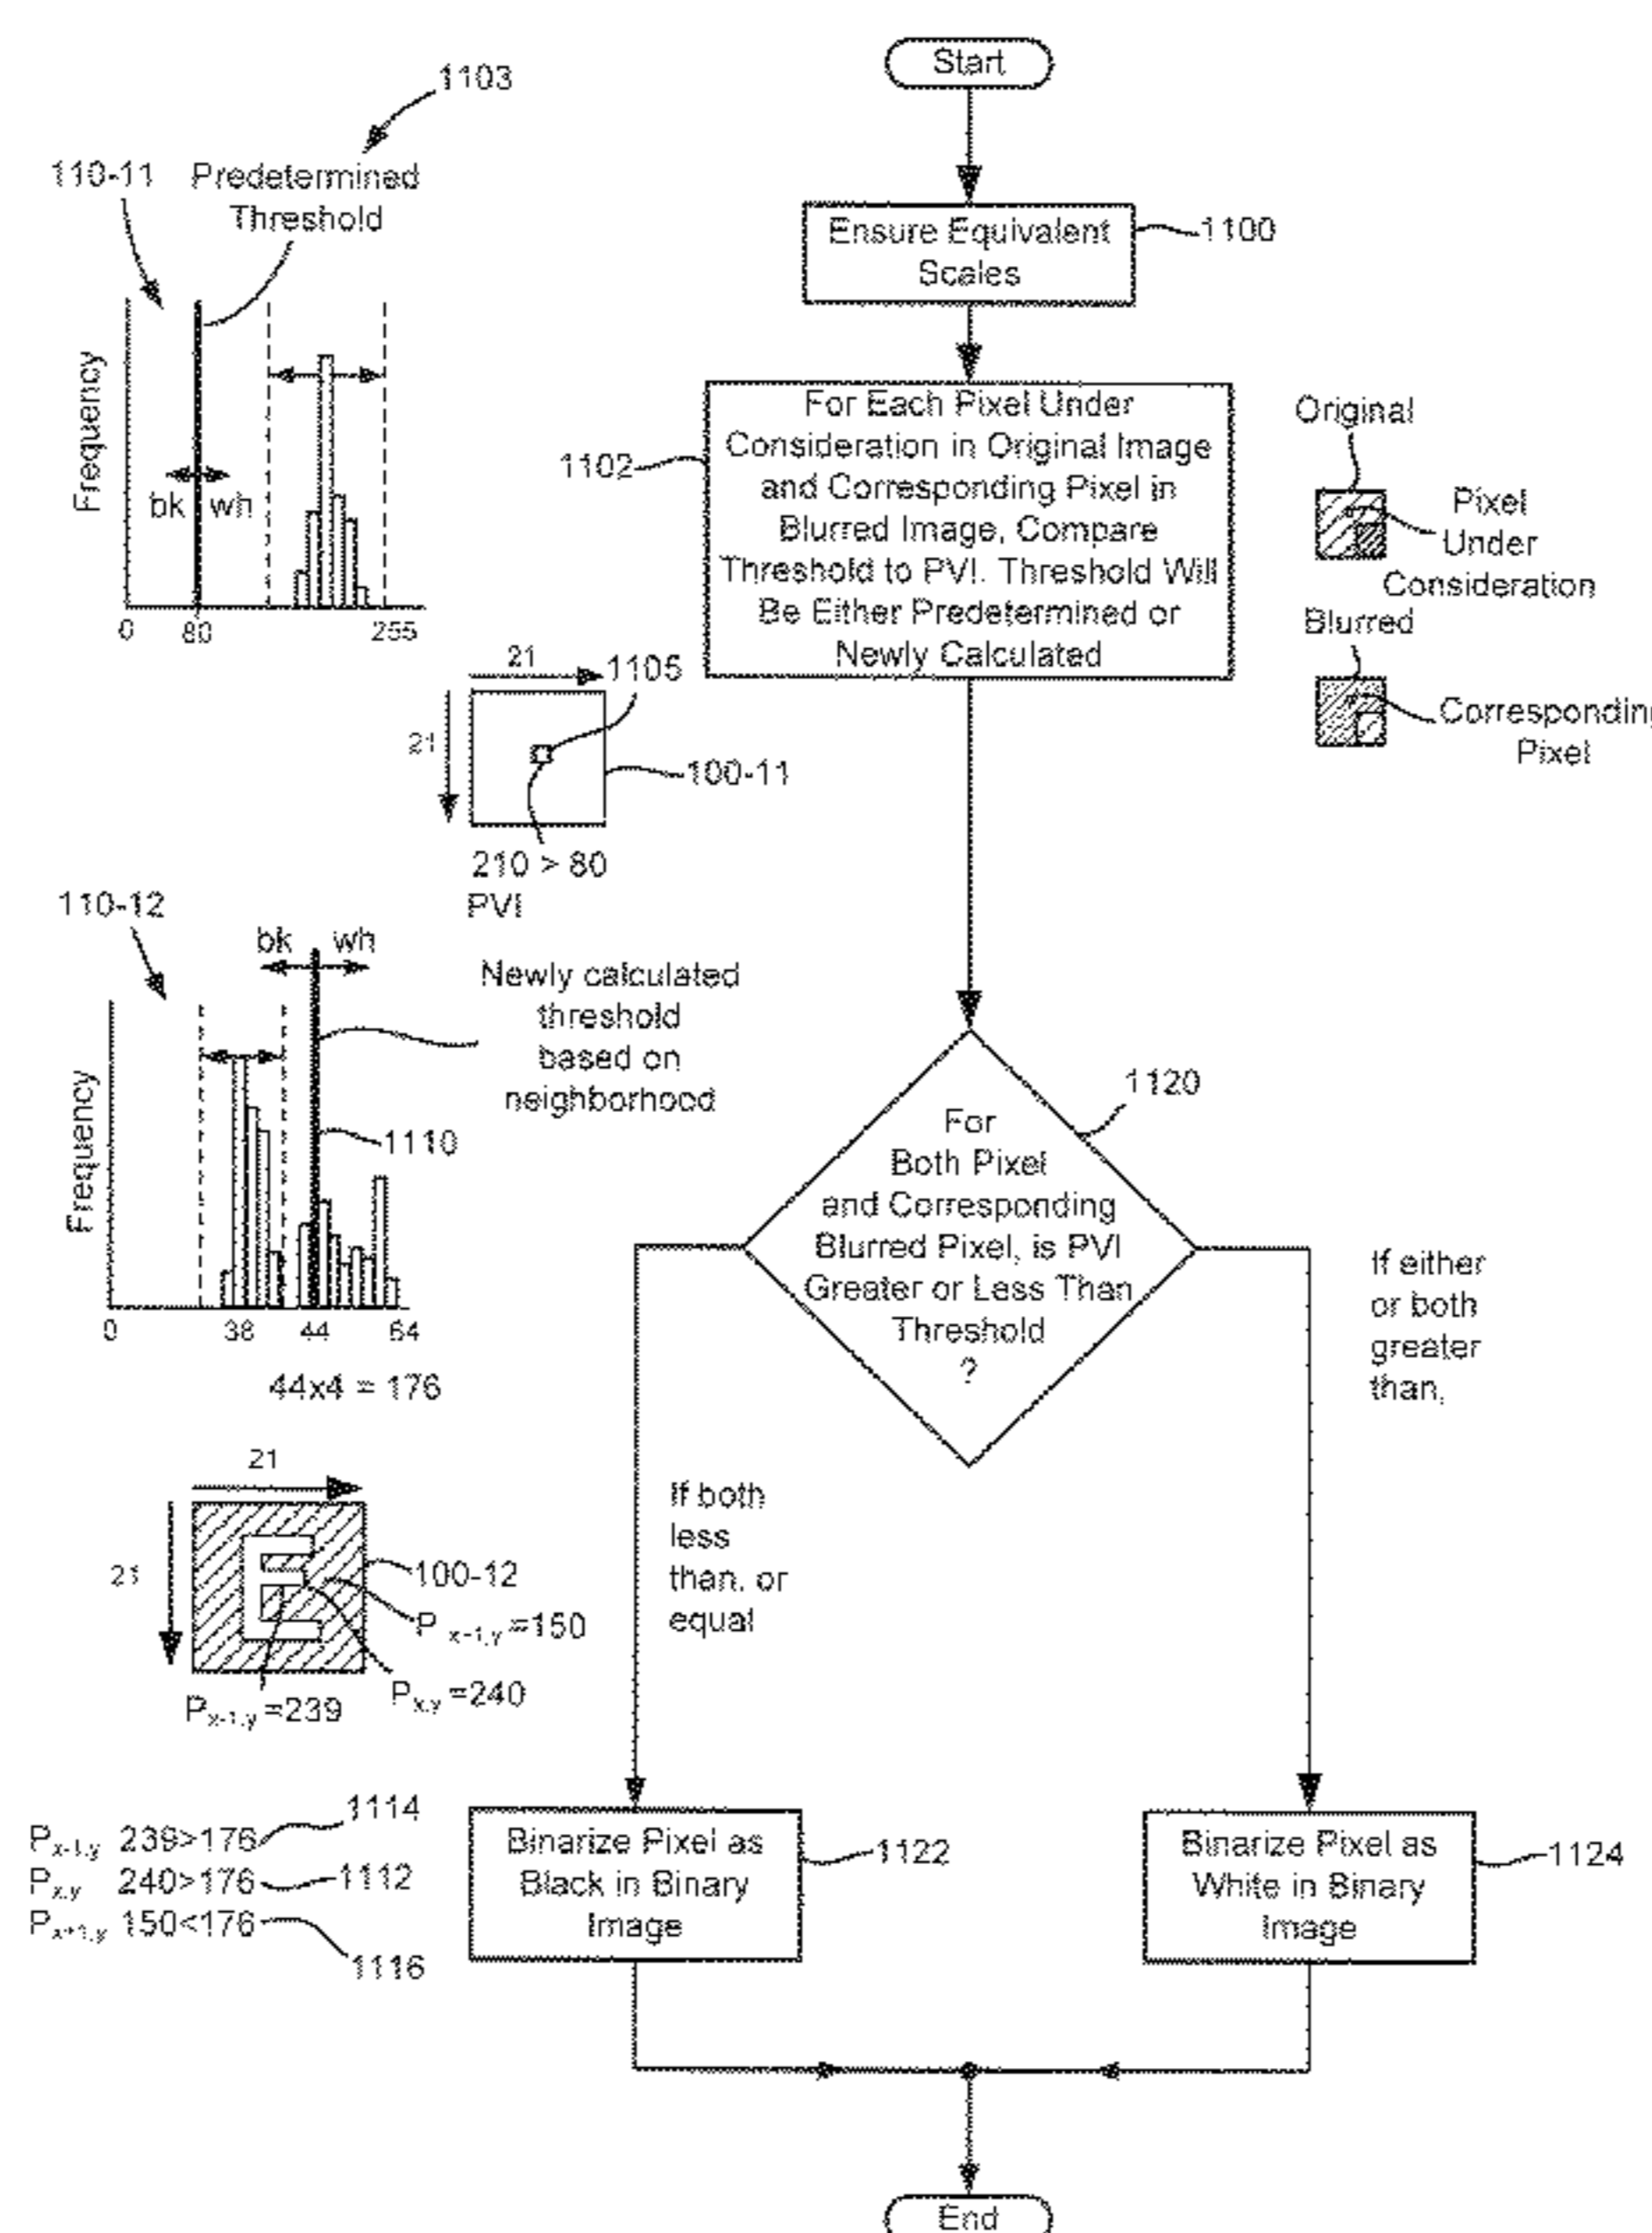 Start
1103
110-11
Predetermined
Threshold
Ensure Equivalent
Scales
1100
Frequency
bk
wh
0
80
255
1102
For Each Pixel Under
Consideration in Original Image
and Corresponding Pixel in
Blurred Image, Compare
Threshold to PVI. Threshold Will
Be Either Predetermined or
Newly Calculated
Original
Pixel
Under
Consideration
Blurred
Corresponding
Pixel
21
1105
21
100-11
210 > 80
PVI
110-12
bk
wh
Newly calculated
threshold
based on
neighborhood
Frequency
1110
0
38
44
64
44x4 = 176
1120
For
Both Pixel
and Corresponding
Blurred Pixel, is PVI
Greater or Less Than
Threshold
?
If either
or both
greater
than,
If both
less
than, or
equal
21
21
E
100-12
P x+1,y =150
P x,y =240
P x-1,y =239
1114
P x-1,y 239>176
P x,y 240>176
1112
P x+1,y 150<176
1116
Binarize Pixel as
Black in Binary
Image
1122
Binarize Pixel as
White in Binary
Image
1124
End